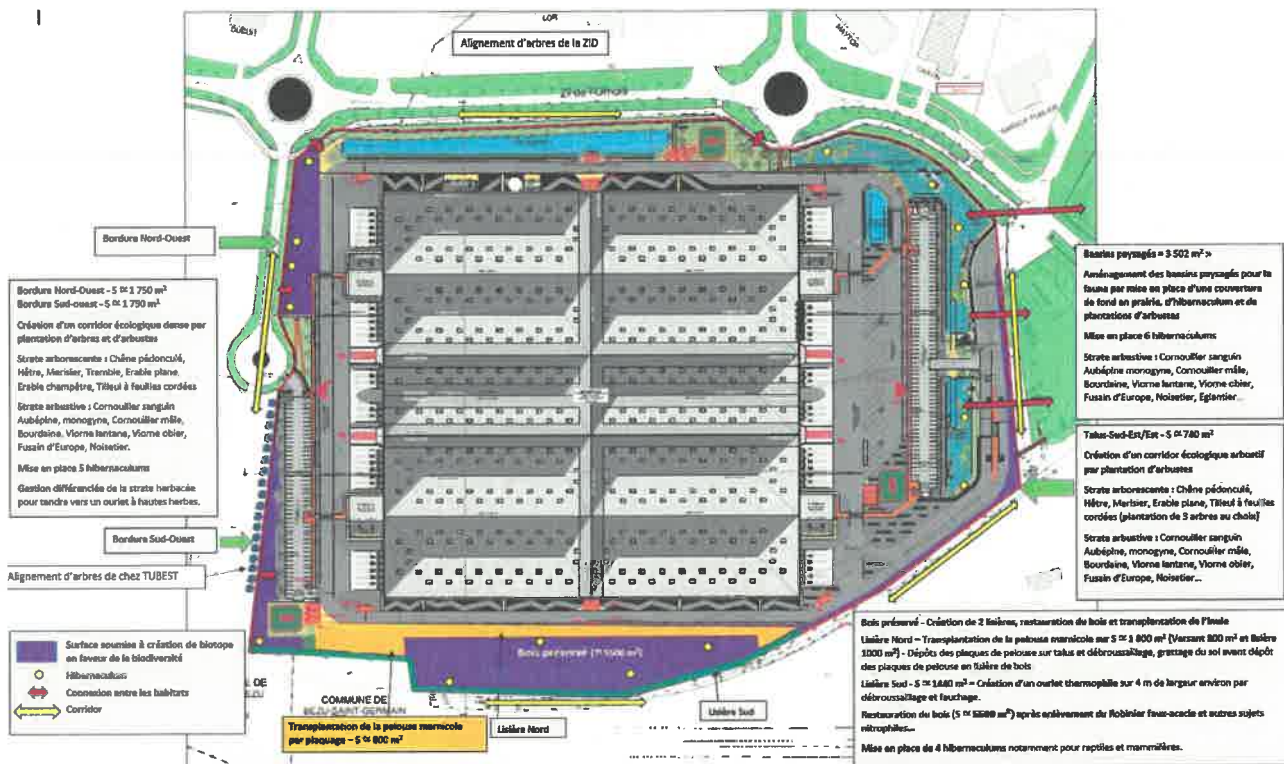 Alignement d'arbres de la ZID
Bordure Nord-Ouest
Bordure Nord-Ouest - S ≃ 1 750 m²
Bordure Sud-ouest - S ≃ 1 790 m²
Création d'un corridor écologique dense par
plantation d'arbres et d'arbustes
Strate arborescente : Chêne pédonculé,
Hêtre, Merisier, Tremble, Erable plane,
Erable champêtre, Tilleul à feuilles cordées
Strate arbustive : Cornouiller sanguin
Aubépine, monogyne, Cornouiller mâle,
Bourdaine, Viorne lantane, Viorne obier,
Fusain d'Europe, Noisetier.
Mise en place 5 hibernaculums
Gestion différenciée de la strate herbacée
pour tendre vers un ourlet à hautes herbes.
Bordure Sud-Ouest
Alignement d'arbres de chez TUBEST
Surface soumise à création de biotope
en faveur de la biodiversité
Hibernaculum
Connexion entre les habitats
Corridor
COMMUNE DE
BEZU-SAINT-GERMAIN
Transplantation de la pelouse marnicole
par plaquage - S ≃ 800 m²
Bois préservé (≃ 5500 m²)
Lisière Nord
Lisière Sud
Bassins paysagés = 3 502 m² >
Aménagement des bassins paysagés pour la
faune par mise en place d'une couverture
de fond en prairie, d'hibernaculum et de
plantations d'arbustes
Mise en place 6 hibernaculums
Strate arbustive : Cornouiller sanguin
Aubépine monogyne, Cornouiller mâle,
Bourdaine, Viorne lantane, Viorne obier,
Fusain d'Europe, Noisetier, Eglantier...
Talus-Sud-Est/Est - S ≃ 740 m²
Création d'un corridor écologique arbustif
par plantation d'arbustes
Strate arborescente : Chêne pédonculé,
Hêtre, Merisier, Erable plane, Tilleul à feuilles
cordées (plantation de 3 arbres au choix)
Strate arbustive : Cornouiller sanguin
Aubépine, monogyne, Cornouiller mâle,
Bourdaine, Viorne lantane, Viorne obier,
Fusain d'Europe, Noisetier...
Bois préservé - Création de 2 lisières, restauration du bois et transplantation de l'Inule
Lisière Nord - Transplantation de la pelouse marnicole sur S ≃ 1 800 m² (Versant 800 m² et lisière
1000 m²) - Dépôts des plaques de pelouse sur talus et débroussaillage, grattage du sol avant dépôt
des plaques de pelouse en lisière de bois
Lisière Sud - S ≃ 1440 m² = Création d'un ourlet thermophile sur 4 m de largeur environ par
débroussaillage et fauchage.
Restauration du bois (S ≃ 5500 m²) après enlèvement du Robinier faux-acacia et autres sujets
nitrophiles...
Mise en place de 4 hibernaculums notamment pour reptiles et mammifères.